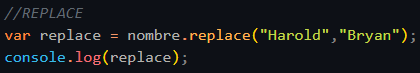 //REPLACE
var replace = nombre.replace("Harold","Bryan");
console.log(replace);